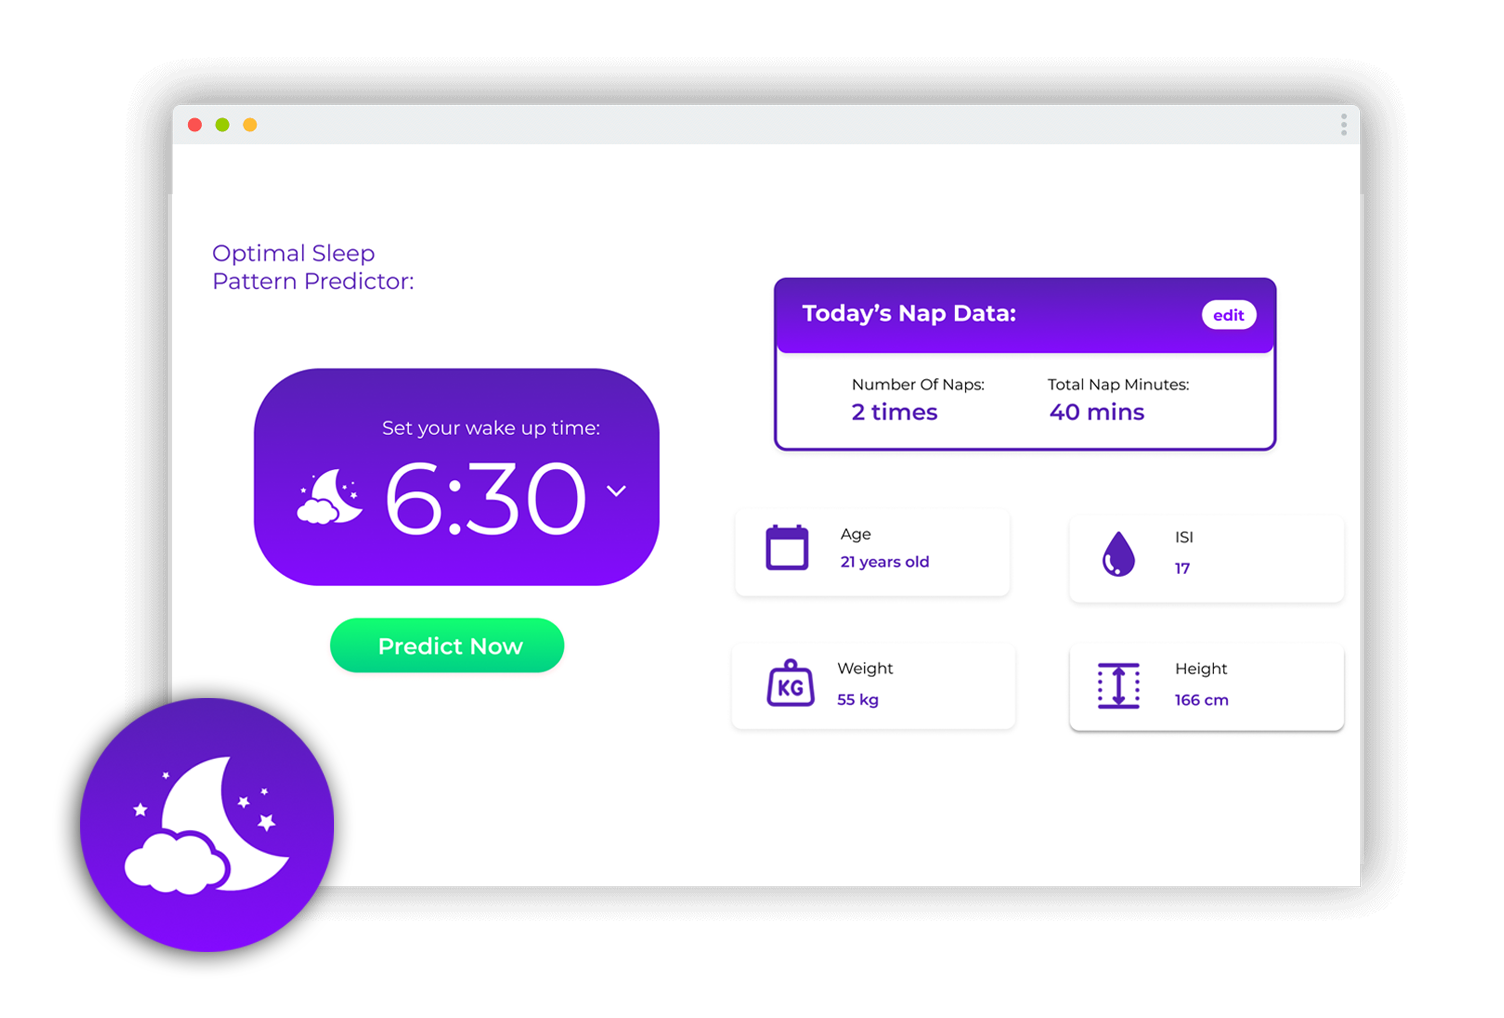 Optimal Sleep
Pattern Predictor:
Set your wake up time:
6:30
Predict Now
Today’s Nap Data:
edit
Number Of Naps:
2 times
Total Nap Minutes:
40 mins
Age
21 years old
ISI
17
KG
Weight
55 kg
Height
166 cm